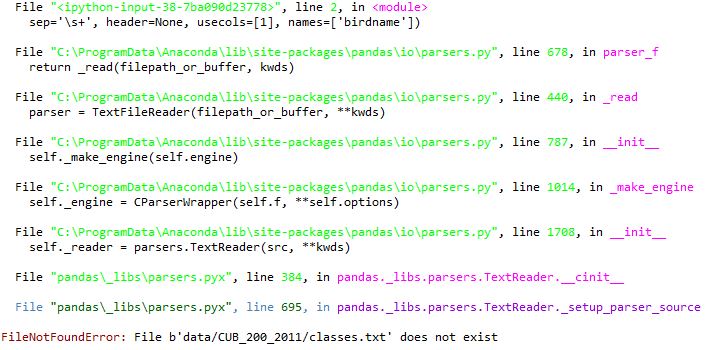 File "<ipython-input-38-7ba090d23778>", line 2, in <module>
sep='\s+', header=None, usecols=[1], names=['birdname'])
File "C:\ProgramData\Anaconda\lib\site-packages\pandas\io\parsers.py", line 678, in parser_f
return _read(filepath_or_buffer, kwds)
File "C:\ProgramData\Anaconda\lib\site-packages\pandas\io\parsers.py", line 440, in _read
parser = TextFileReader(filepath_or_buffer, **kwds)
File "C:\ProgramData\Anaconda\lib\site-packages\pandas\io\parsers.py", line 787, in __init__
self._make_engine(self.engine)
File "C:\ProgramData\Anaconda\lib\site-packages\pandas\io\parsers.py", line 1014, in _make_engine
self._engine = CParserWrapper(self.f, **self.options)
File "C:\ProgramData\Anaconda\lib\site-packages\pandas\io\parsers.py", line 1708, in __init__
self._reader = parsers.TextReader(src, **kwds)
File "pandas\_libs\parsers.pyx", line 384, in pandas._libs.parsers.TextReader.__cinit__
File "pandas\_libs\parsers.pyx", line 695, in pandas._libs.parsers.TextReader._setup_parser_source
FileNotFoundError: File b'data/CUB_200_2011/classes.txt' does not exist